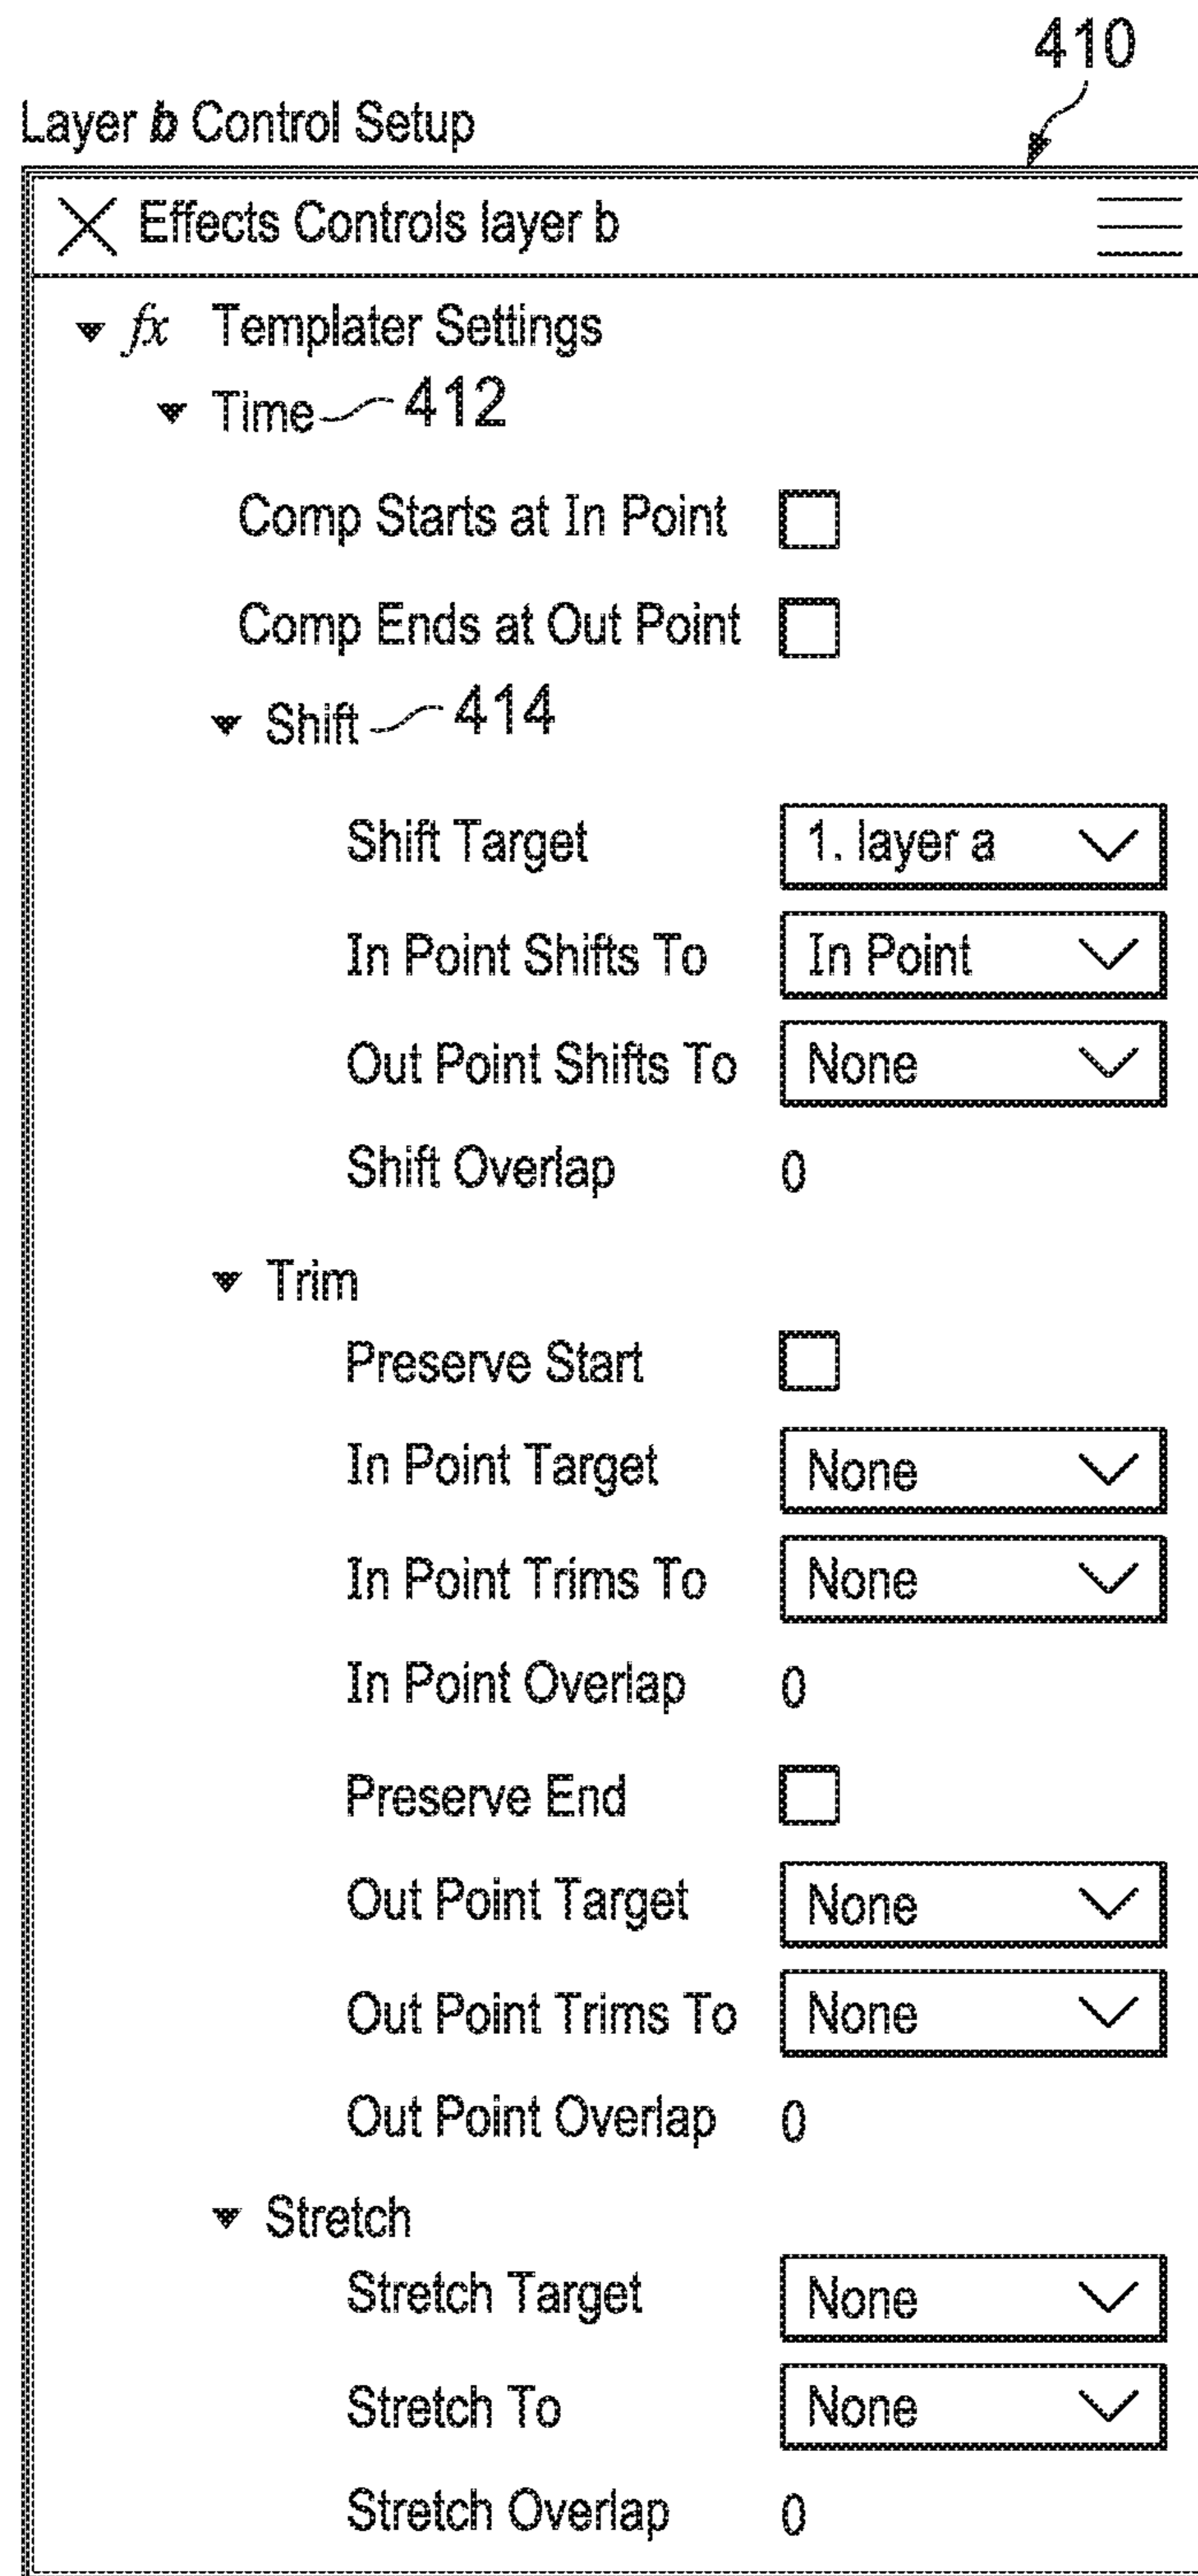 410
Layer b Control Setup
Effects Controls layer b
fx Templater Settings
Time 412
Comp Starts at In Point
Comp Ends at Out Point
Shift 414
Shift Target 1. layer a
In Point Shifts To In Point
Out Point Shifts To None
Shift Overlap 0
Trim
Preserve Start
In Point Target None
In Point Trims To None
In Point Overlap 0
Preserve End
Out Point Target None
Out Point Trims To None
Out Point Overlap 0
Stretch
Stretch Target None
Stretch To None
Stretch Overlap 0